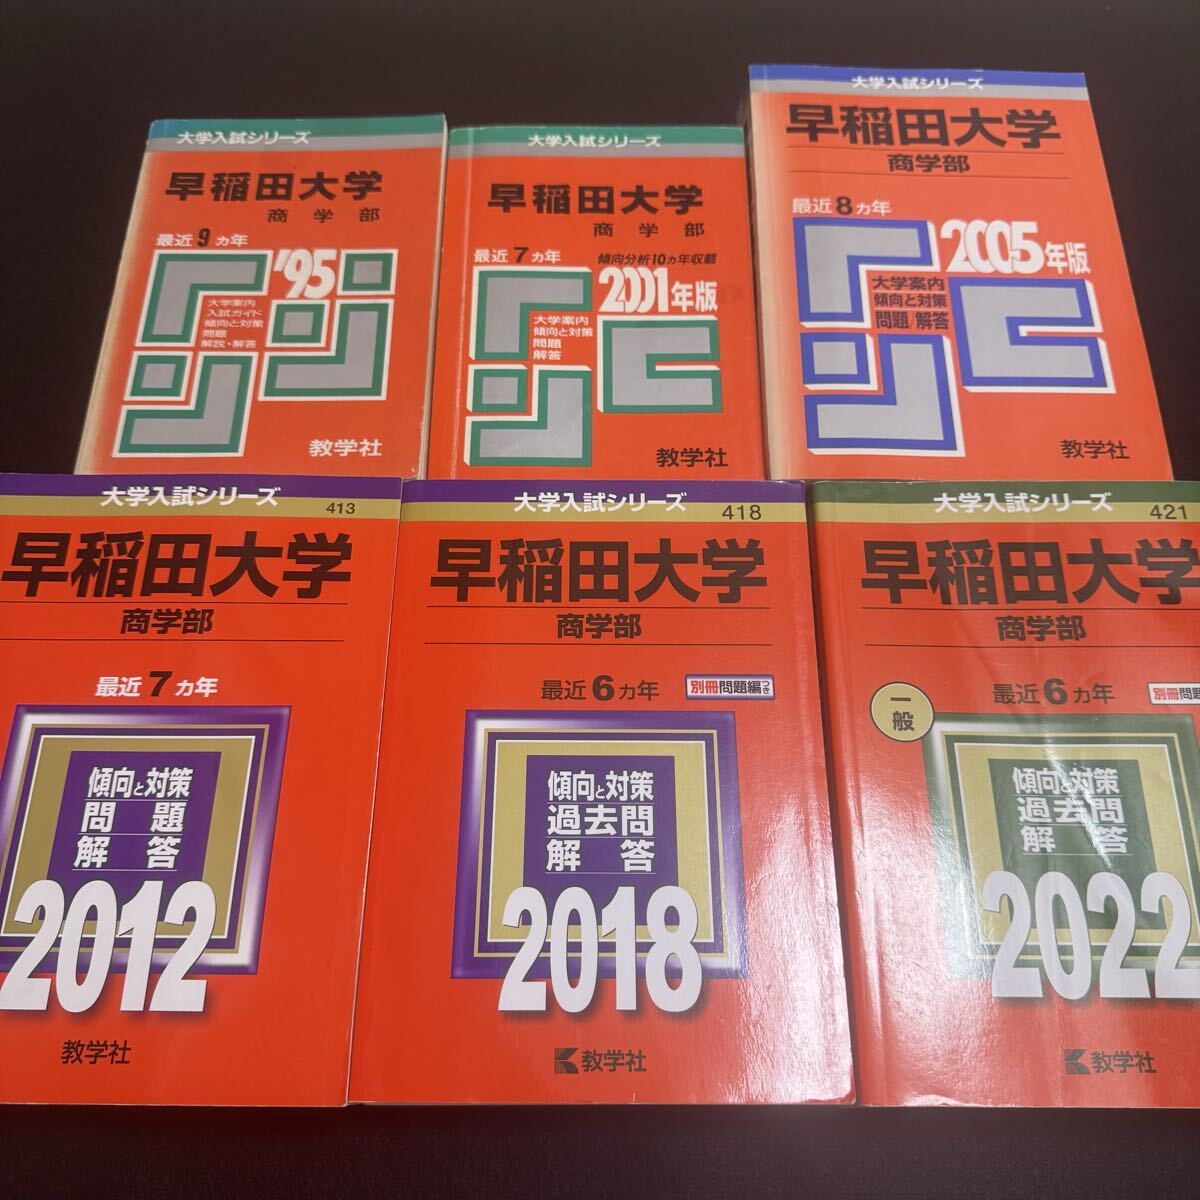 大学入試シリーズ
早稲田大学
商学部
最近9ヵ年
'95
大学案内
入試ガイド
傾向と対策
問題
解説・解答
教学社
大学入試シリーズ
早稲田大学
商学部
最近7ヵ年
傾向分析10ヵ年収載
2001年版
大学案内
傾向と対策
問題
解答
教学社
大学入試シリーズ
早稲田大学
商学部
最近8ヵ年
2005年版
大学案内
傾向と対策
問題/解答
教学社
大学入試シリーズ
413
早稲田大学
商学部
最近7ヵ年
傾向と対策
問題
解答
2012
教学社
大学入試シリーズ
418
早稲田大学
商学部
最近6ヵ年
別冊問題編つき
傾向と対策
過去問
解答
2018
教学社
大学入試シリーズ
421
早稲田大学
商学部
一般
最近6ヵ年
別冊問題
傾向と対策
過去問
解答
2022
教学社